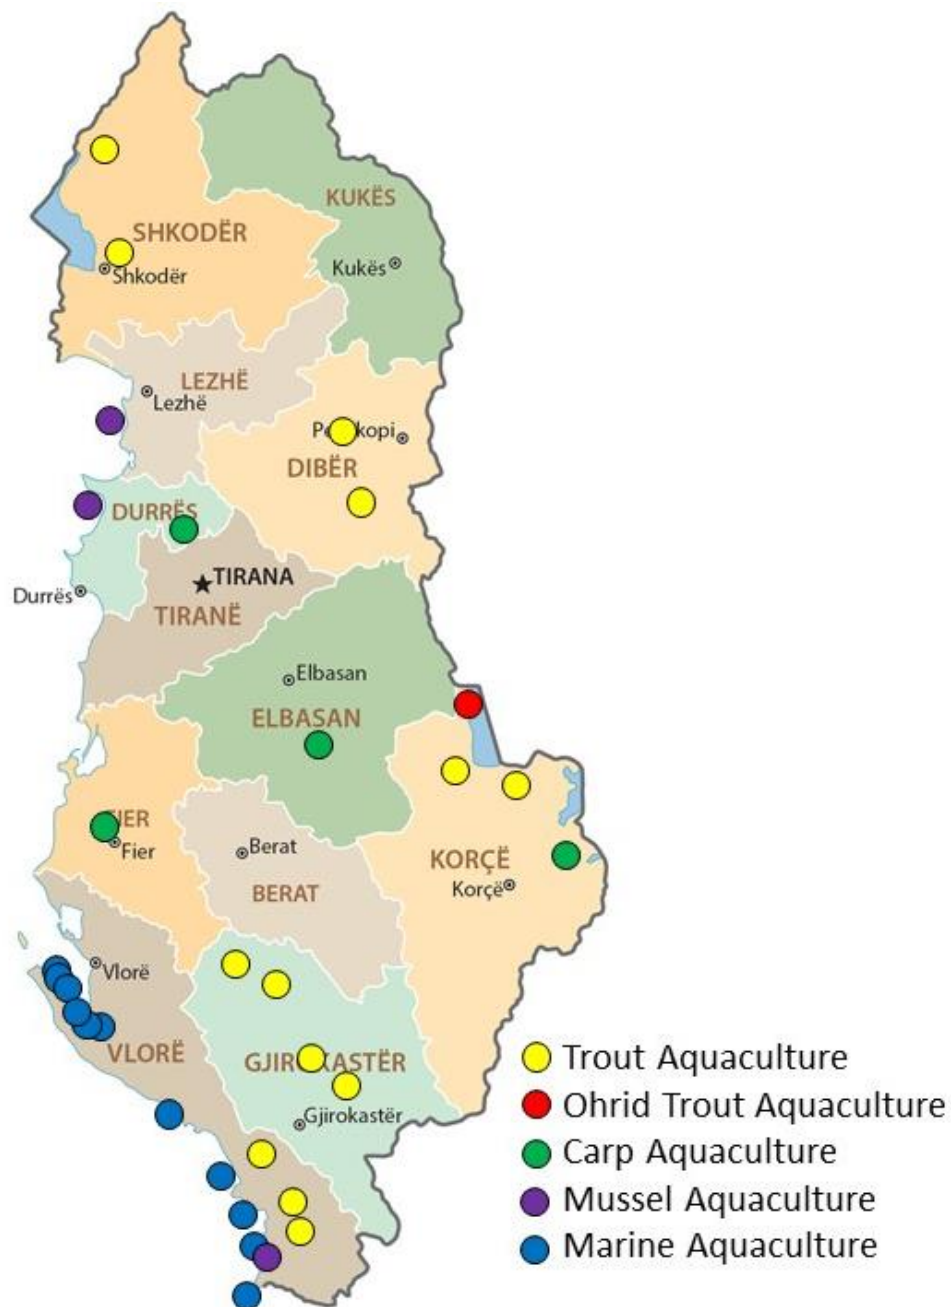 KUKËS
SHKODËR
Kukës
Shkodër
LEZHË
Lezhë
DIBËR
DURRËS
TIRANA
Durrës
TIRANË
Elbasan
ELBASAN
Fier
Berat
BERAT
KORÇË
Korçë
Vlorë
VLORË
Gjirokastër
Trout Aquaculture
Ohrid Trout Aquaculture
Carp Aquaculture
Mussel Aquaculture
Marine Aquaculture